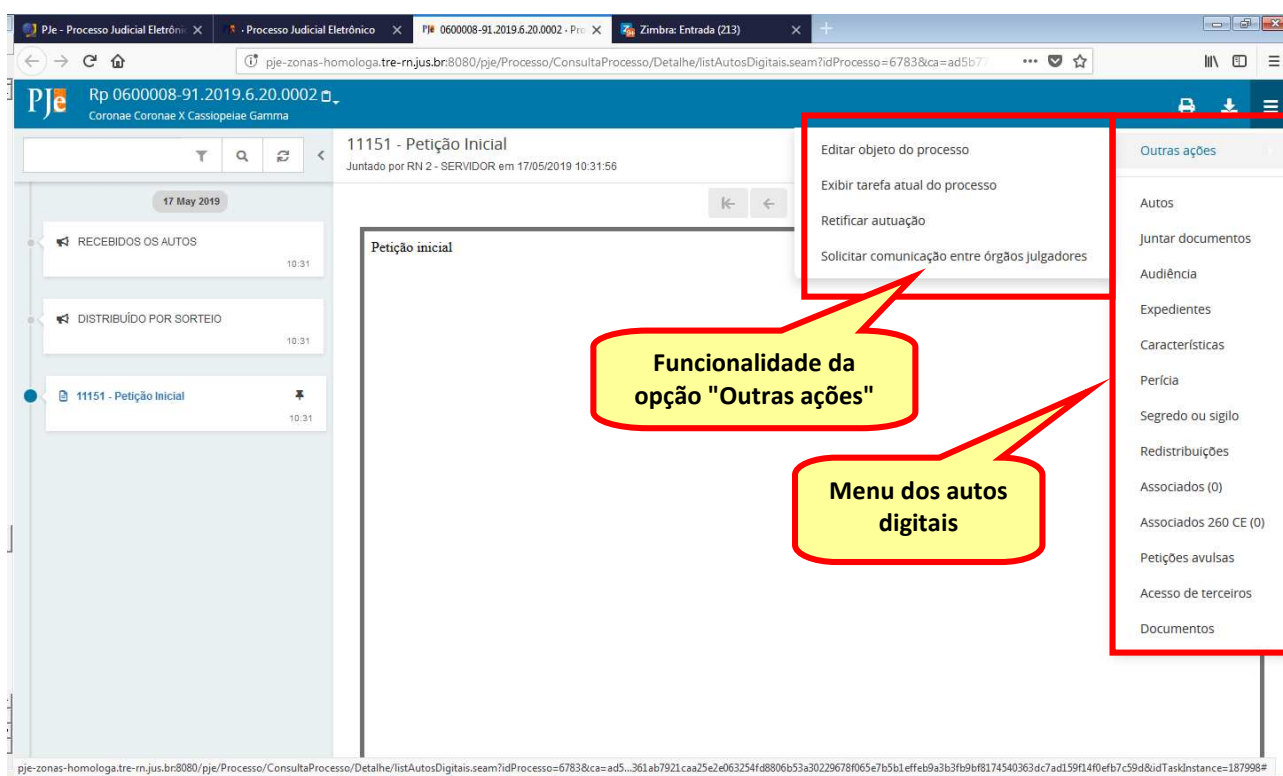 PJe - Processo Judicial Eletrôni
· Processo Judicial Eletrônico
PJe 0600008-91.2019.6.20.0002 · Pro
Zimbra: Entrada (213)
pje-zonas-homologa.tre-rn.jus.br:8080/pje/Processo/ConsultaProcesso/Detalhe/listAutosDigitais.seam?idProcesso=6783&ca=ad5b77
PJe
Rp 0600008-91.2019.6.20.0002
Coronae Coronae X Cassiopeiae Gamma
11151 - Petição Inicial
Juntado por RN 2 - SERVIDOR em 17/05/2019 10:31:56
17 May 2019
RECEBIDOS OS AUTOS
10:31
DISTRIBUÍDO POR SORTEIO
10:31
11151 - Petição Inicial
10:31
Petição inicial
Editar objeto do processo
Exibir tarefa atual do processo
Retificar autuação
Solicitar comunicação entre órgãos julgadores
Funcionalidade da
opção "Outras ações"
Outras ações
Autos
Juntar documentos
Audiência
Expedientes
Características
Perícia
Segredo ou sigilo
Redistribuições
Associados (0)
Associados 260 CE (0)
Petições avulsas
Acesso de terceiros
Documentos
Menu dos autos
digitais
pje-zonas-homologa.tre-rn.jus.br:8080/pje/Processo/ConsultaProcesso/Detalhe/listAutosDigitais.seam?idProcesso=6783&ca=ad5...361ab7921caa25e2e063254fd8806b53a30229678f065e7b5b1effeb9a3b3fb9bf8174540363dc7ad159f14f0efb7c59d&idTaskInstance=187998#